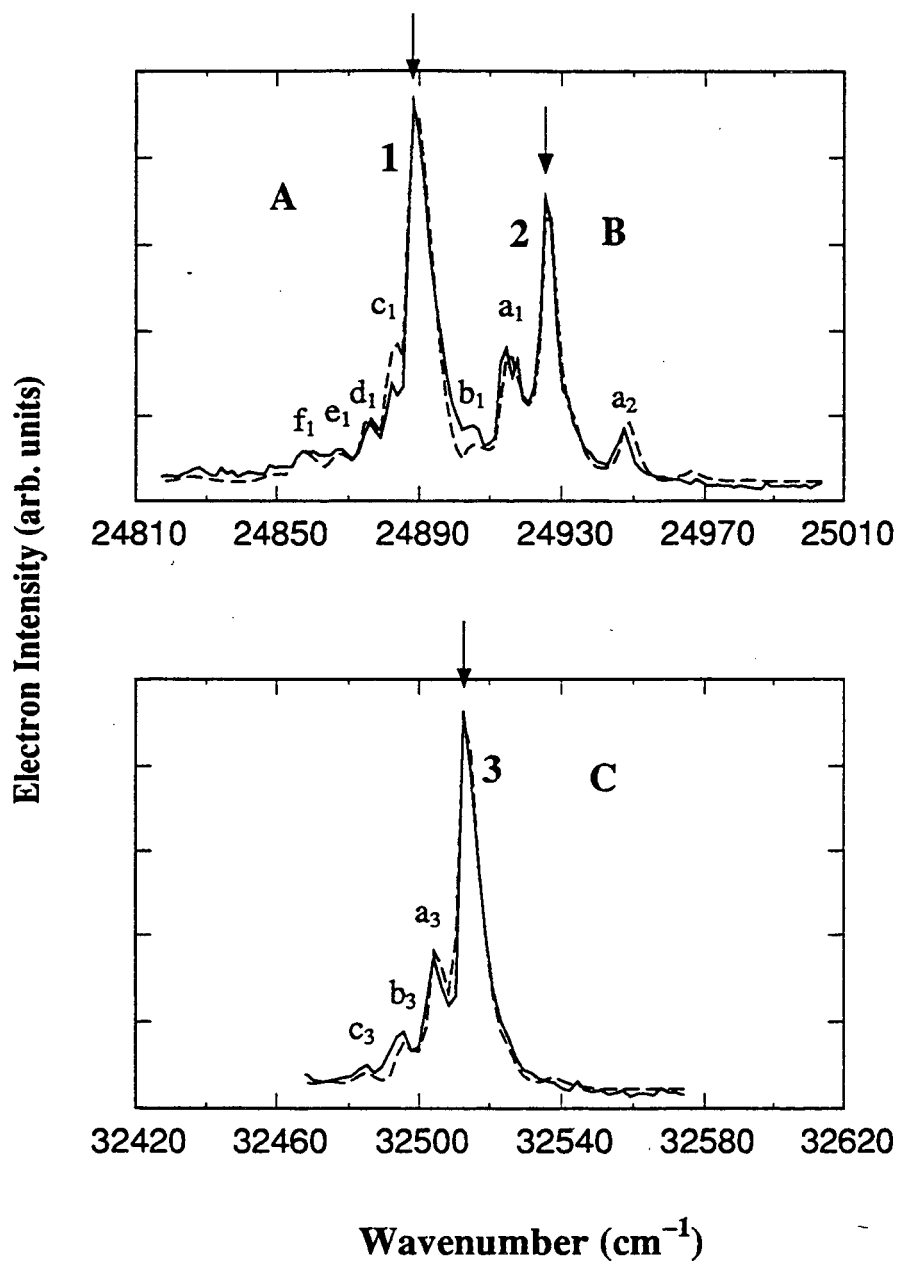 1
A
2
B
c₁
a₁
d₁
b₁
e₁
f₁
a₂
24810 24850 24890 24930 24970 25010
Electron Intensity (arb. units)
3
C
a₃
b₃
c₃
32420 32460 32500 32540 32580 32620
Wavenumber (cm⁻¹)